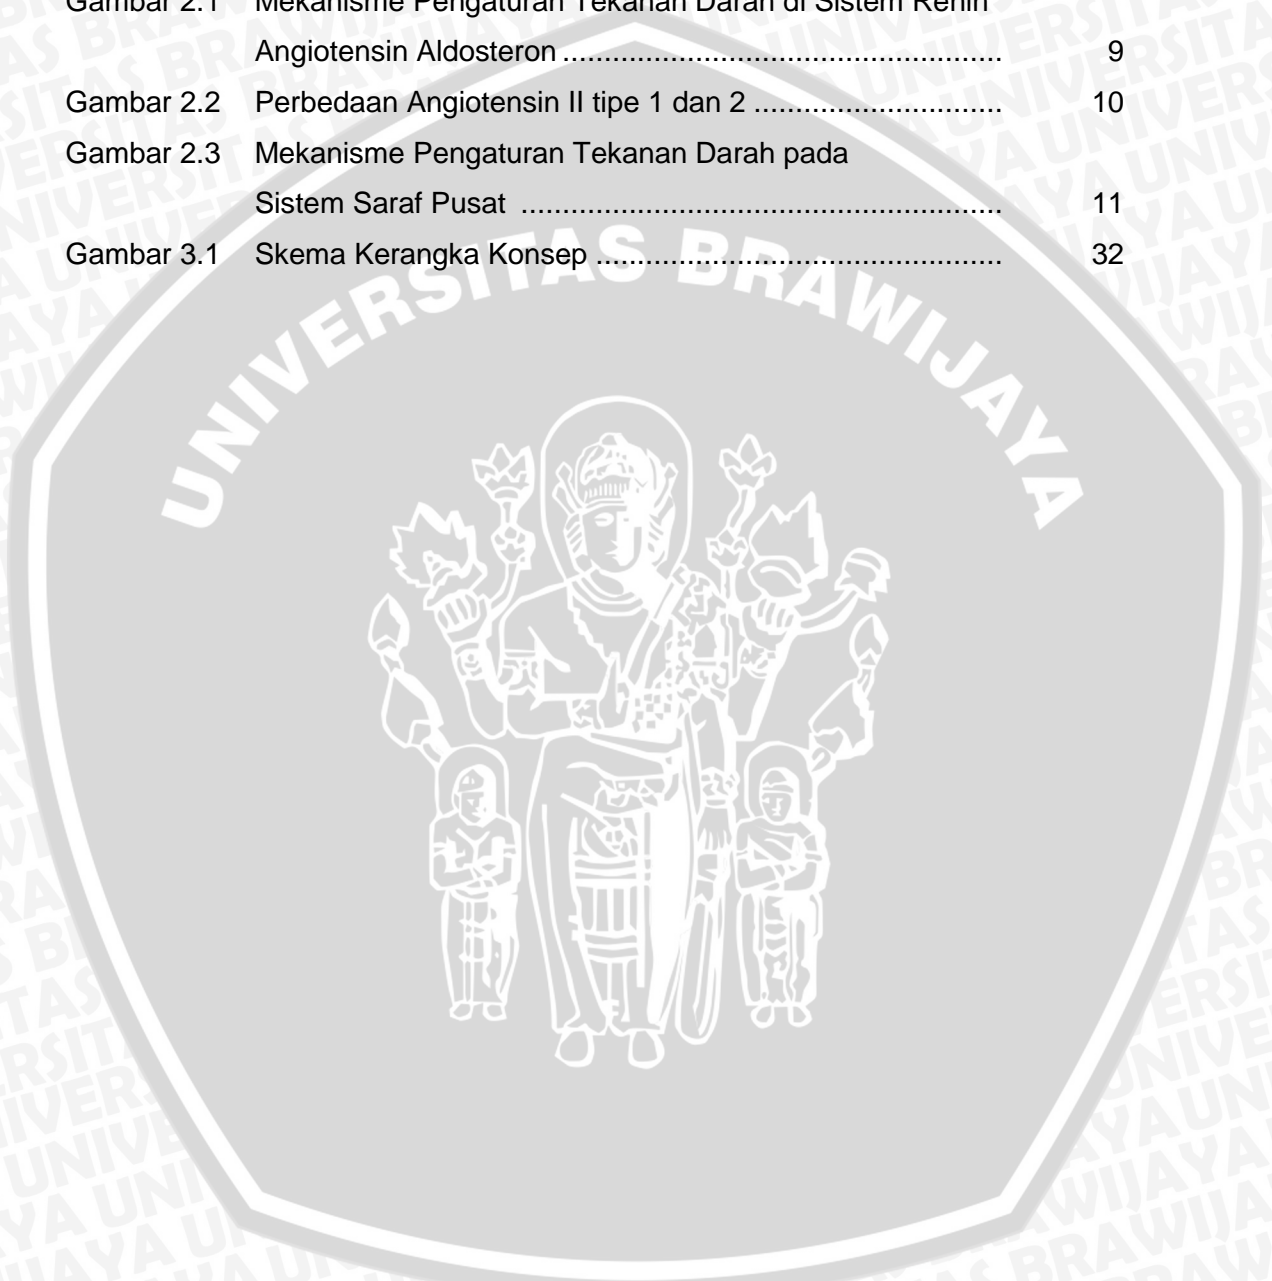 Gambar 2.1 Mekanisme Pengaturan Tekanan Darah di Sistem Renin
Angiotensin Aldosteron ..................................................... 9
Gambar 2.2 Perbedaan Angiotensin II tipe 1 dan 2 .............................. 10
Gambar 2.3 Mekanisme Pengaturan Tekanan Darah pada
Sistem Saraf Pusat .......................................................... 11
Gambar 3.1 Skema Kerangka Konsep ................................................. 32
UNIVERSITAS BRAWIJAYA